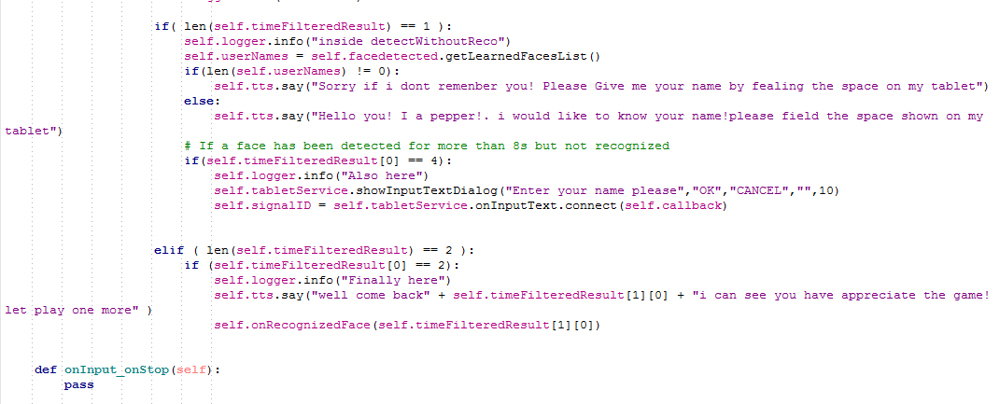 if( len(self.timeFilteredResult) == 1 ):
self.logger.info("inside detectWithoutReco")
self.userNames = self.facedetected.getLearnedFacesList()
if(len(self.userNames) != 0):
self.tts.say("Sorry if i dont remenber you! Please Give me your name by fealing the space on my tablet")
else:
self.tts.say("Hello you! I a pepper!. i would like to know your name!please field the space shown on my
tablet")
# If a face has been detected for more than 8s but not recognized
if(self.timeFilteredResult[0] == 4):
self.logger.info("Also here")
self.tabletService.showInputTextDialog("Enter your name please","OK","CANCEL","",10)
self.signalID = self.tabletService.onInputText.connect(self.callback)
elif ( len(self.timeFilteredResult) == 2 ):
if (self.timeFilteredResult[0] == 2):
self.logger.info("Finally here")
self.tts.say("well come back" + self.timeFilteredResult[1][0] + "i can see you have appreciate the game!
let play one more" )
self.onRecognizedFace(self.timeFilteredResult[1][0])
def onInput_onStop(self):
pass